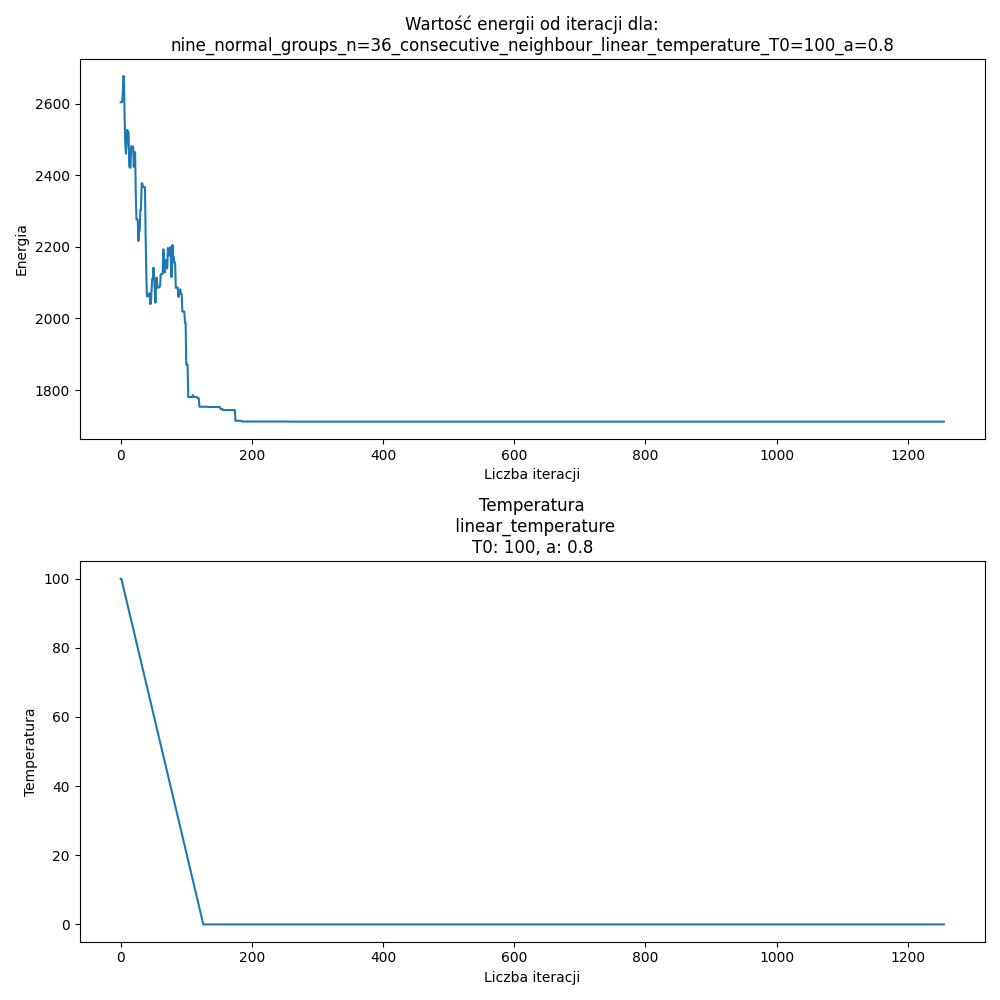 Wartość energii od iteracji dla:
nine_normal_groups_n=36_consecutive_neighbour_linear_temperature_T0=100_a=0.8
2600
2400
2200
2000
1800
Energia
0 200 400 600 800 1000 1200
Liczba iteracji
Temperatura
linear_temperature
T0: 100, a: 0.8
100
80
60
40
20
0
Temperatura
0 200 400 600 800 1000 1200
Liczba iteracji